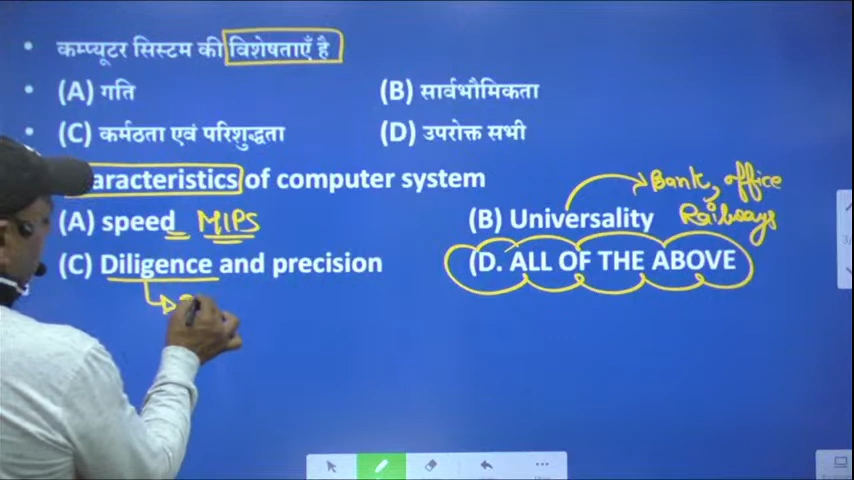 कम्प्यूटर सिस्टम की विशेषताएँ है
(A) गति (B) सार्वभौमिकता
(C) कर्मठता एवं परिशुद्धता (D) उपरोक्त सभी
aracteristics of computer system
Bank, office
Railways
(A) speed MIPS (B) Universality
(C) Diligence and precision (D. ALL OF THE ABOVE